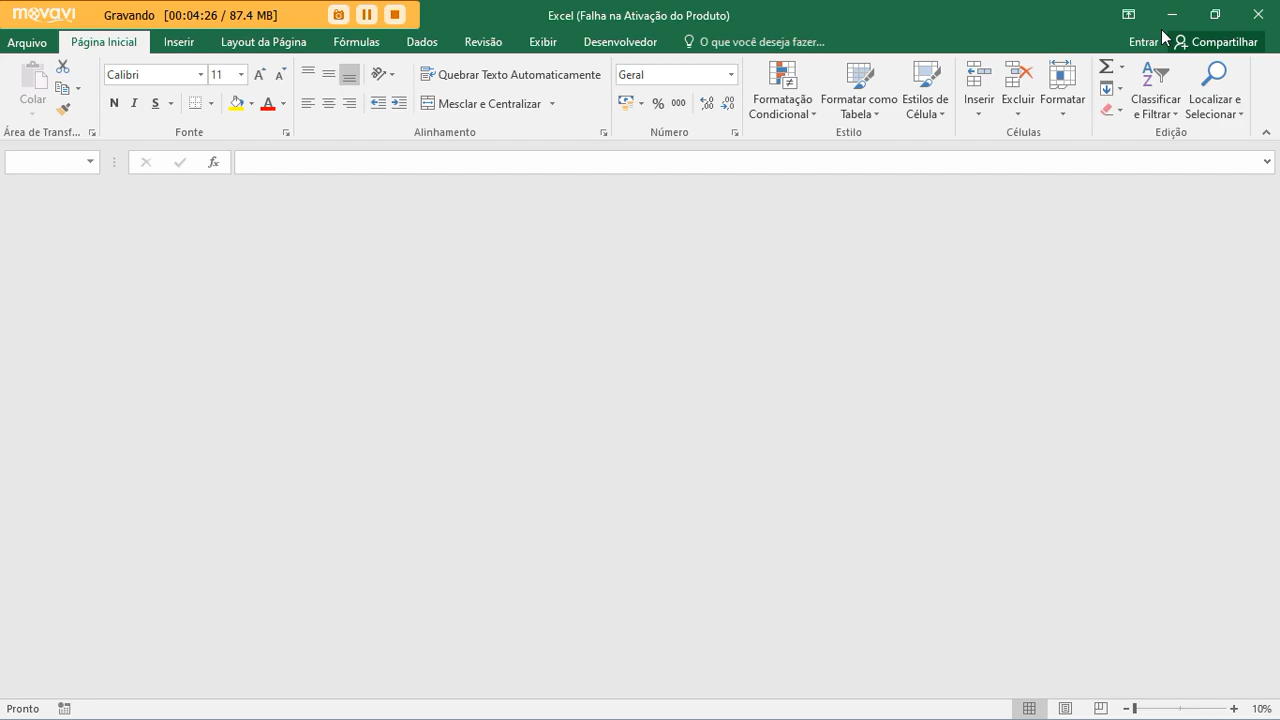 movavi Gravando [00:04:26 / 87.4 MB] Excel (Falha na Ativação do Produto)
Arquivo Página Inicial Inserir Layout da Página Fórmulas Dados Revisão Exibir Desenvolvedor O que você deseja fazer... Entrar Compartilhar
Colar
Calibri 11
N I S
Quebrar Texto Automaticamente
Mesclar e Centralizar
Geral
% 000
Formatação Condicional
Formatar como Tabela
Estilos de Célula
Inserir Excluir Formatar
Classificar e Filtrar
Localizar e Selecionar
Área de Transf... Fonte Alinhamento Número Estilo Células Edição
fx
Pronto 10%